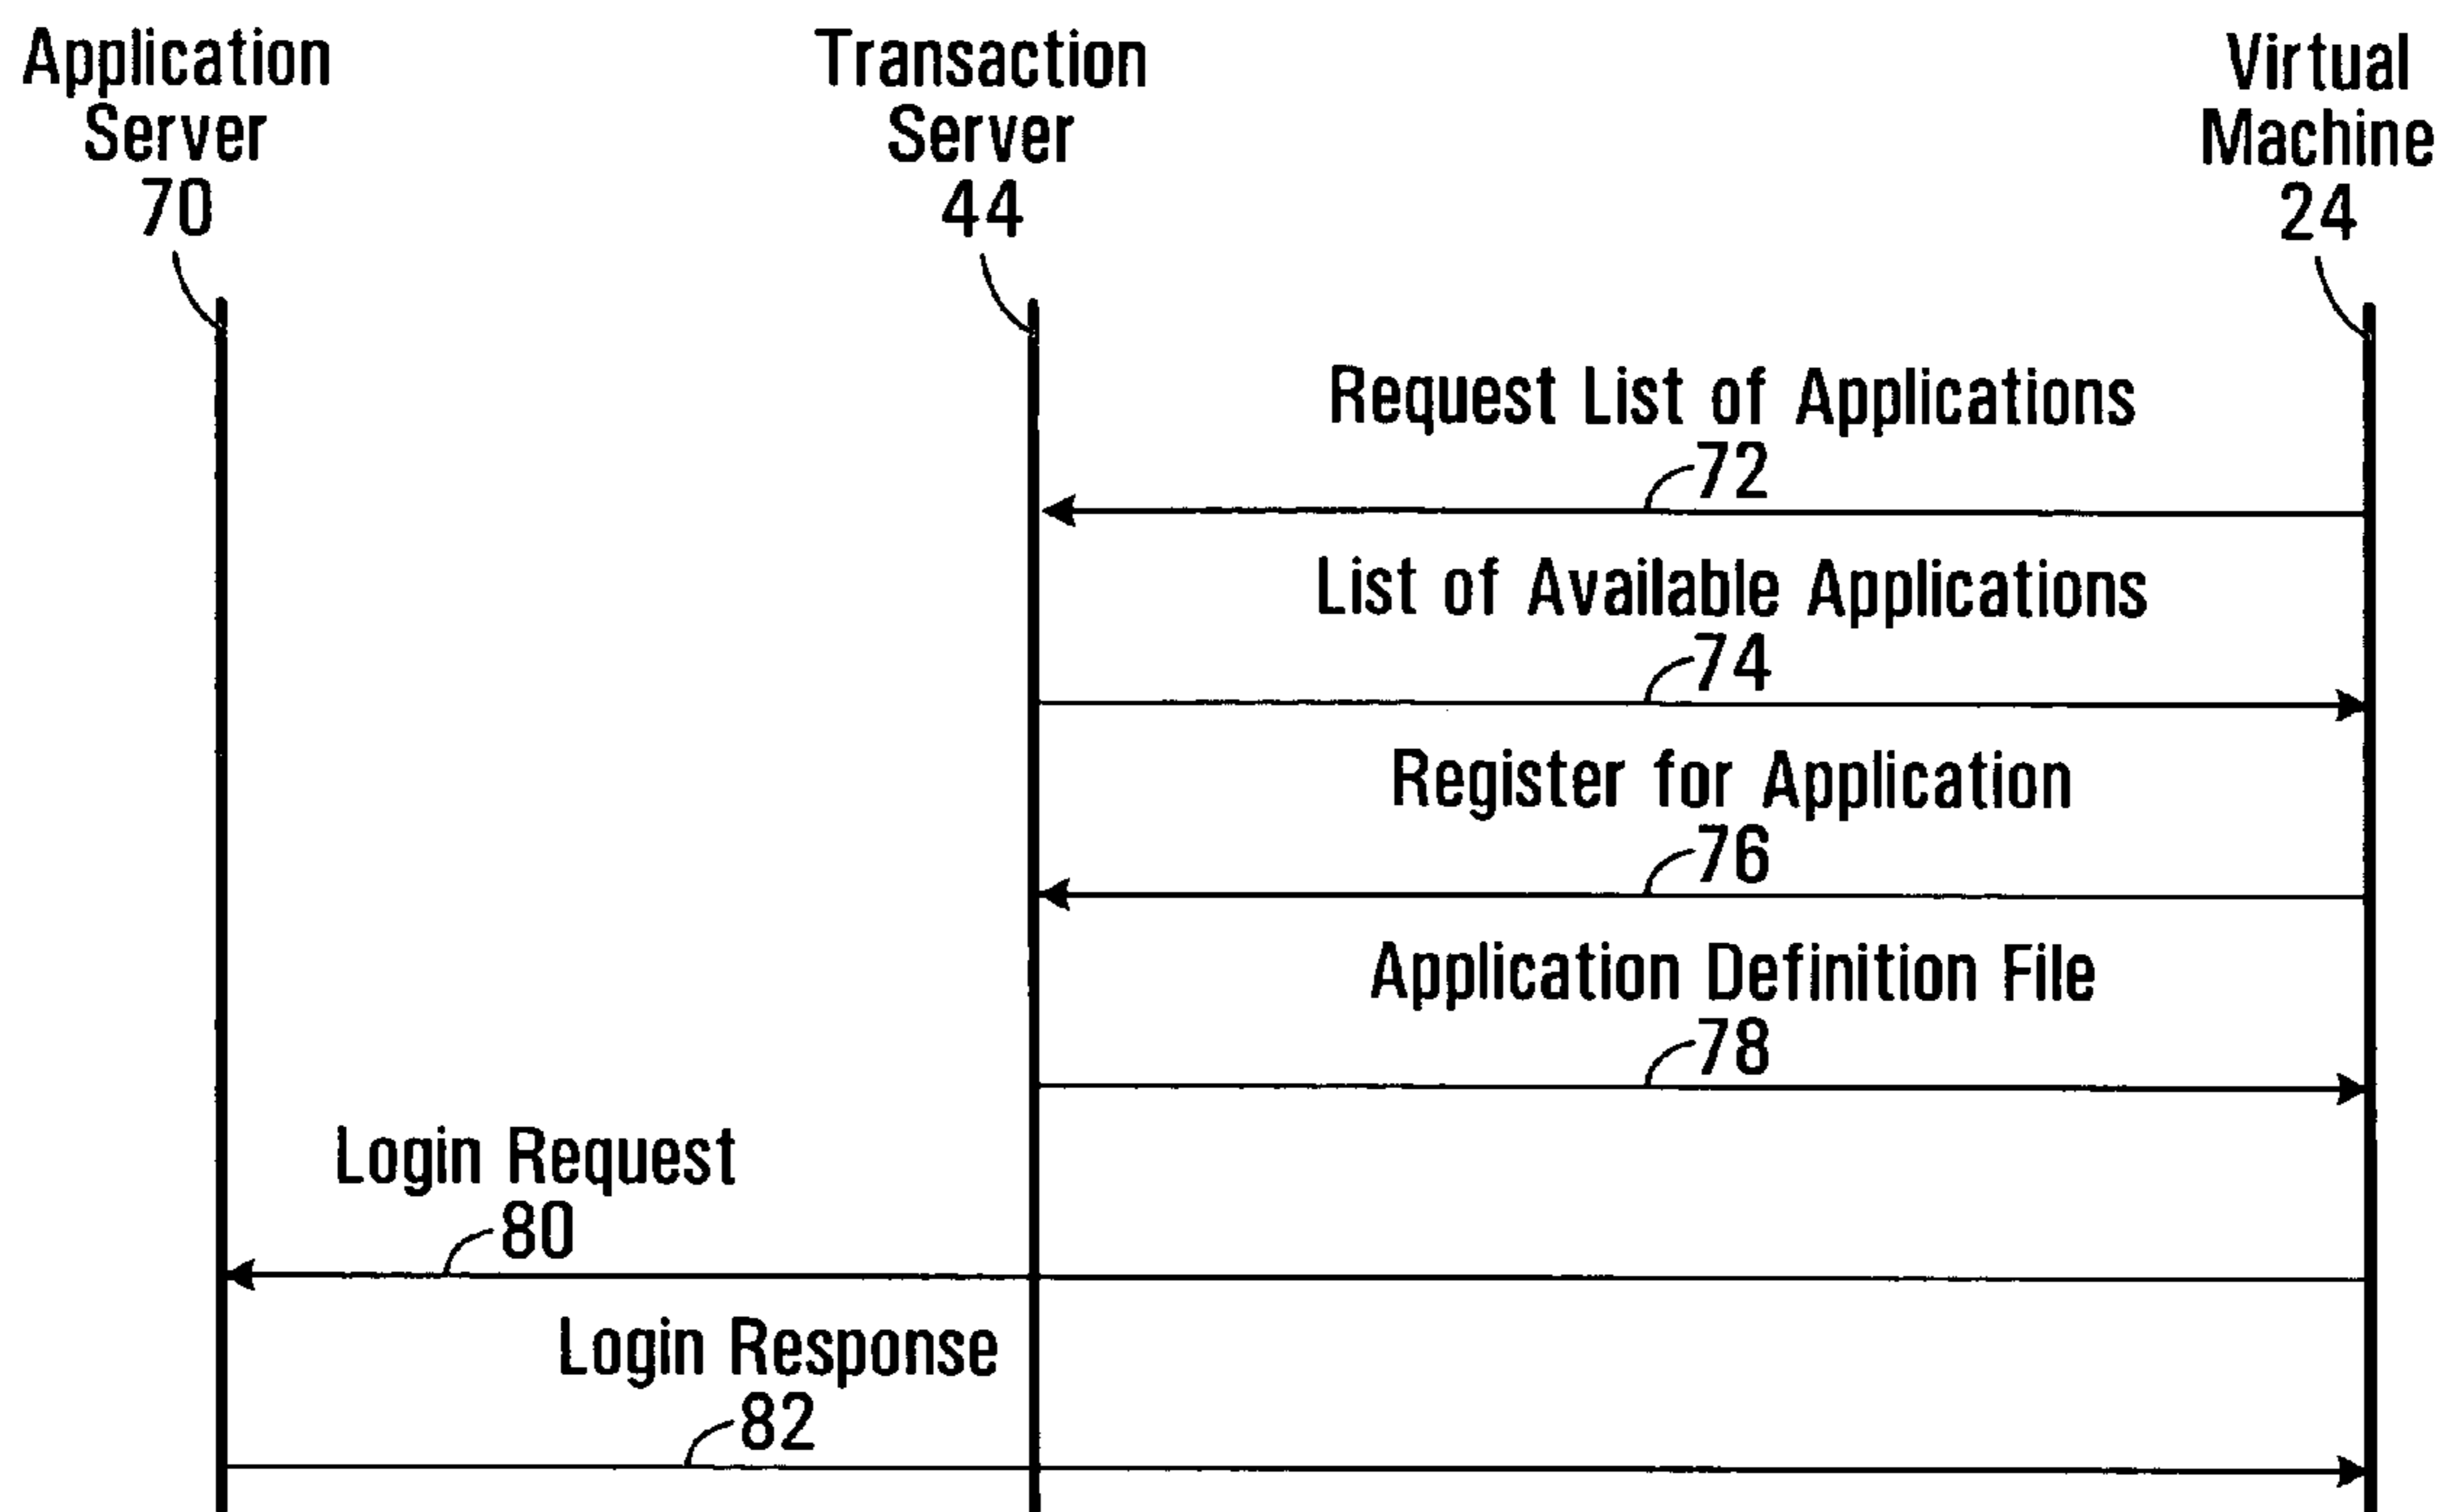 Application
Server
70
Transaction
Server
44
Virtual
Machine
24
Request List of Applications
72
List of Available Applications
74
Register for Application
76
Application Definition File
78
Login Request
80
Login Response
82